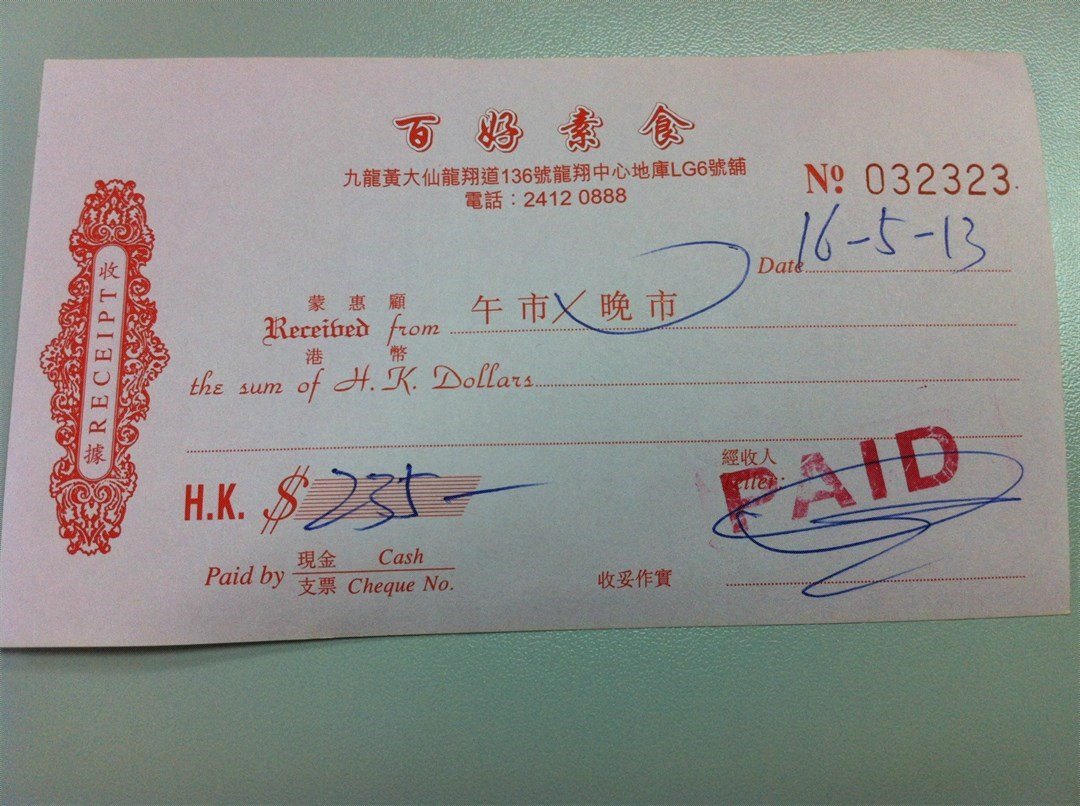 百好素食
九龍黃大仙龍翔道136號龍翔中心地庫LG6號舖
電話：2412 0888
№ 032323
Date 16-5-13
收 RECEIPT 據
蒙惠顧
Received from 午市 晚市
港幣
the sum of H. K. Dollars
經收人
PAID
H.K. $ 235-
Paid by 現金 Cash
支票 Cheque No.
收妥作實